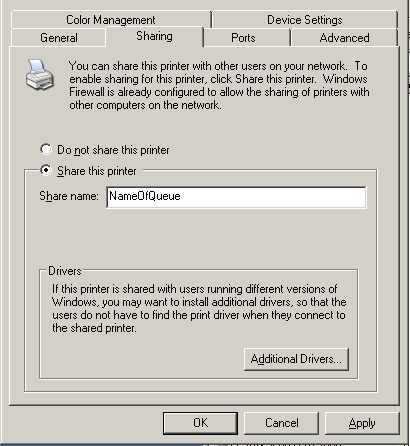 Color Management
Device Settings
General
Sharing
Ports
Advanced
You can share this printer with other users on your network. To
enable sharing for this printer, click Share this printer. Windows
Firewall is already configured to allow the sharing of printers with
other computers on the network.
Do not share this printer
Share this printer
Share name:
NameOfQueue
Drivers
If this printer is shared with users running different versions of
Windows, you may want to install additional drivers, so that the
users do not have to find the print driver when they connect to
the shared printer.
Additional Drivers...
OK
Cancel
Apply